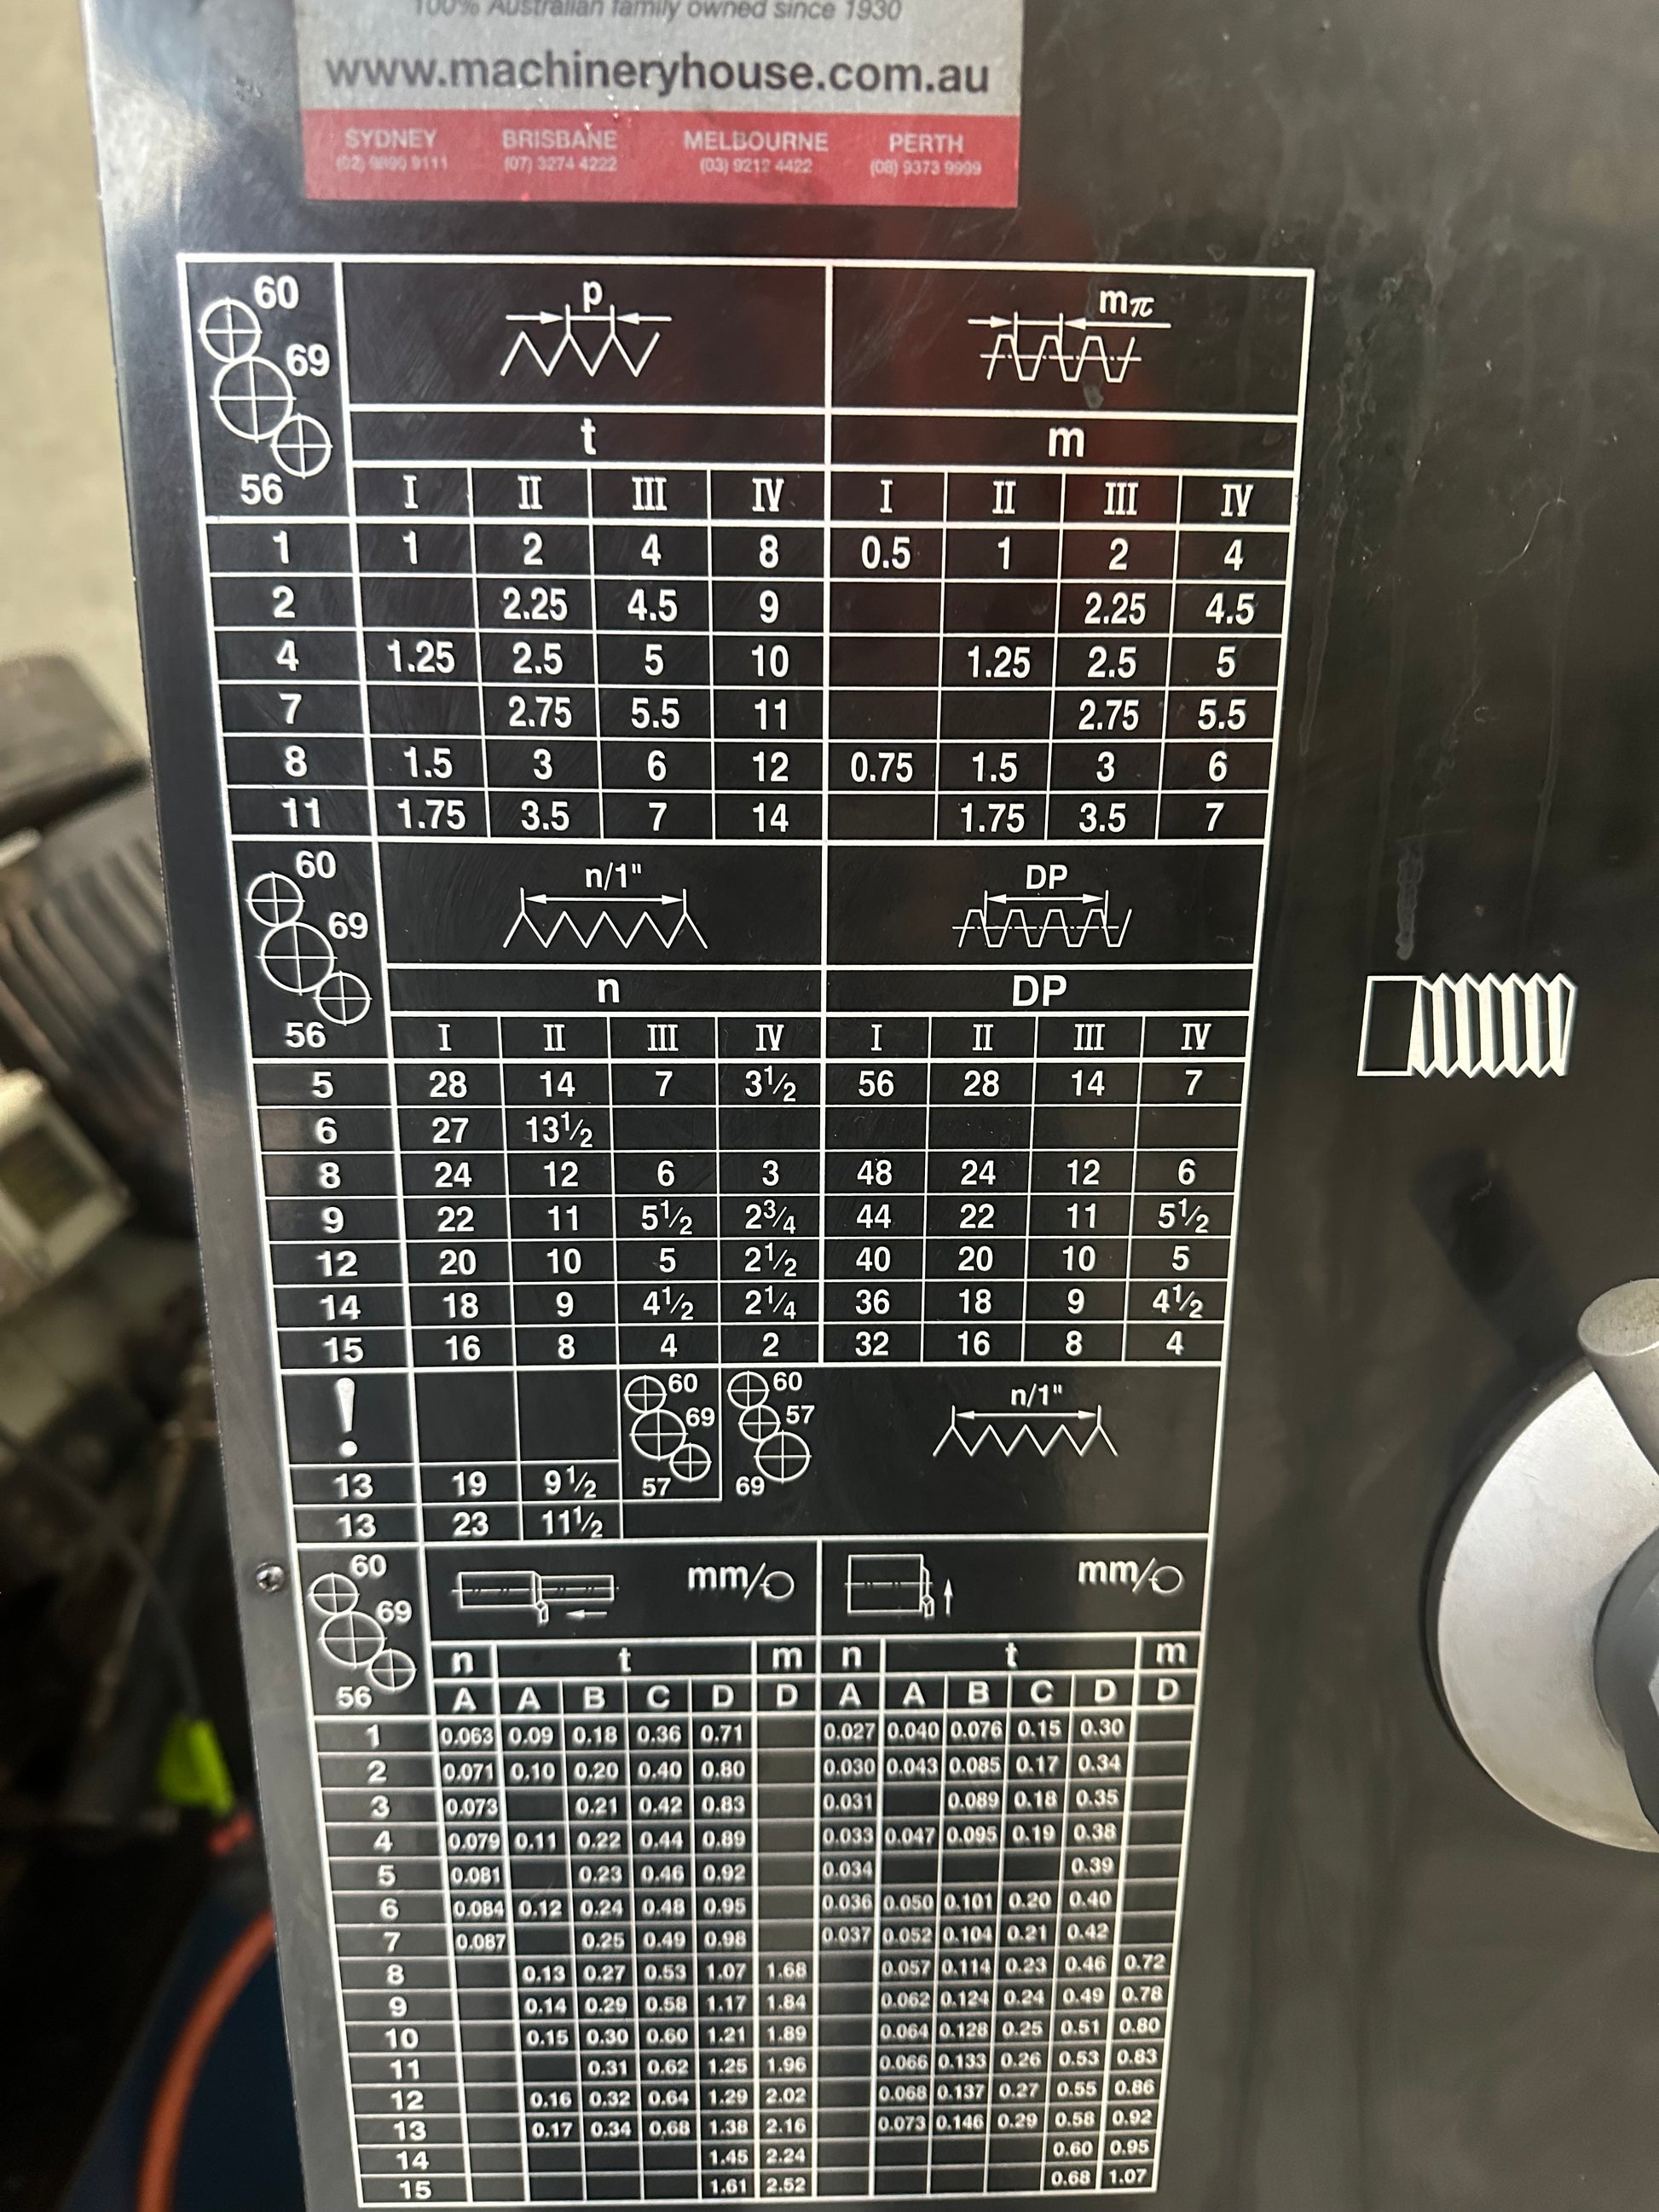 100% Australian family owned since 1930
www.machineryhouse.com.au
SYDNEY BRISBANE MELBOURNE PERTH
(02) 9890 9111 (07) 3274 4222 (03) 9212 4422 (08) 9373 9999
60 p mπ
69
t m
56 I II III IV I II III IV
1 1 2 4 8 0.5 1 2 4
2 2.25 4.5 9 2.25 4.5
4 1.25 2.5 5 10 1.25 2.5 5
7 2.75 5.5 11 2.75 5.5
8 1.5 3 6 12 0.75 1.5 3 6
11 1.75 3.5 7 14 1.75 3.5 7
60 n/1" DP
69
n DP
56 I II III IV I II III IV
5 28 14 7 3½ 56 28 14 7
6 27 13½
8 24 12 6 3 48 24 12 6
9 22 11 5½ 2¾ 44 22 11 5½
12 20 10 5 2½ 40 20 10 5
14 18 9 4½ 2¼ 36 18 9 4½
15 16 8 4 2 32 16 8 4
! 60 60 n/1"
69 57
13 19 9½ 57 69
13 23 11½
60 mm/ mm/
69
n t m n t m
56 A A B C D D A A B C D D
1 0.063 0.09 0.18 0.36 0.71 0.027 0.040 0.076 0.15 0.30
2 0.071 0.10 0.20 0.40 0.80 0.030 0.043 0.085 0.17 0.34
3 0.073 0.21 0.42 0.83 0.031 0.089 0.18 0.35
4 0.079 0.11 0.22 0.44 0.89 0.033 0.047 0.095 0.19 0.38
5 0.081 0.23 0.46 0.92 0.034 0.39
6 0.084 0.12 0.24 0.48 0.95 0.036 0.050 0.101 0.20 0.40
7 0.087 0.25 0.49 0.98 0.037 0.052 0.104 0.21 0.42
8 0.13 0.27 0.53 1.07 1.68 0.057 0.114 0.23 0.46 0.72
9 0.14 0.29 0.58 1.17 1.84 0.062 0.124 0.24 0.49 0.78
10 0.15 0.30 0.60 1.21 1.89 0.064 0.128 0.25 0.51 0.80
11 0.31 0.62 1.25 1.96 0.066 0.133 0.26 0.53 0.83
12 0.16 0.32 0.64 1.29 2.02 0.068 0.137 0.27 0.55 0.86
13 0.17 0.34 0.68 1.38 2.16 0.073 0.146 0.29 0.58 0.92
14 1.45 2.24 0.60 0.95
15 1.61 2.52 0.68 1.07